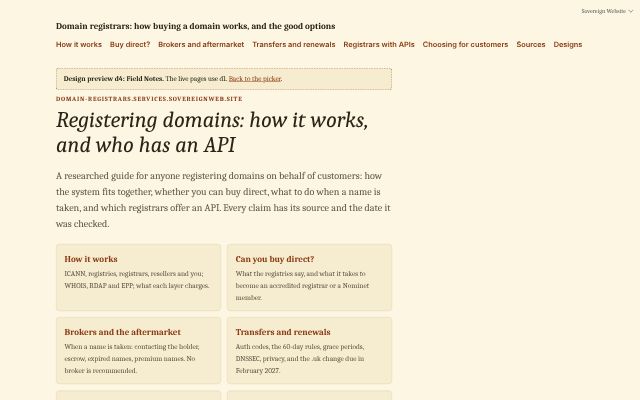 Sovereign Website
Domain registrars: how buying a domain works, and the good options
How it works Buy direct? Brokers and aftermarket Transfers and renewals Registrars with APIs Choosing for customers Sources Designs
Design preview d4: Field Notes. The live pages use d1. Back to the picker.
DOMAIN-REGISTRARS.SERVICES.SOVEREIGNWEB.SITE
Registering domains: how it works,
and who has an API
A researched guide for anyone registering domains on behalf of customers: how
the system fits together, whether you can buy direct, what to do when a name is
taken, and which registrars offer an API. Every claim has its source and the date it
was checked.
How it works
ICANN, registries, registrars, resellers and you;
WHOIS, RDAP and EPP; what each layer charges.
Can you buy direct?
What the registries say, and what it takes to
become an accredited registrar or a Nominet
member.
Brokers and the aftermarket
When a name is taken: contacting the holder,
escrow, expired names, premium names. No
broker is recommended.
Transfers and renewals
Auth codes, the 60-day rules, grace periods,
DNSSEC, privacy, and the .uk change due in
February 2027.